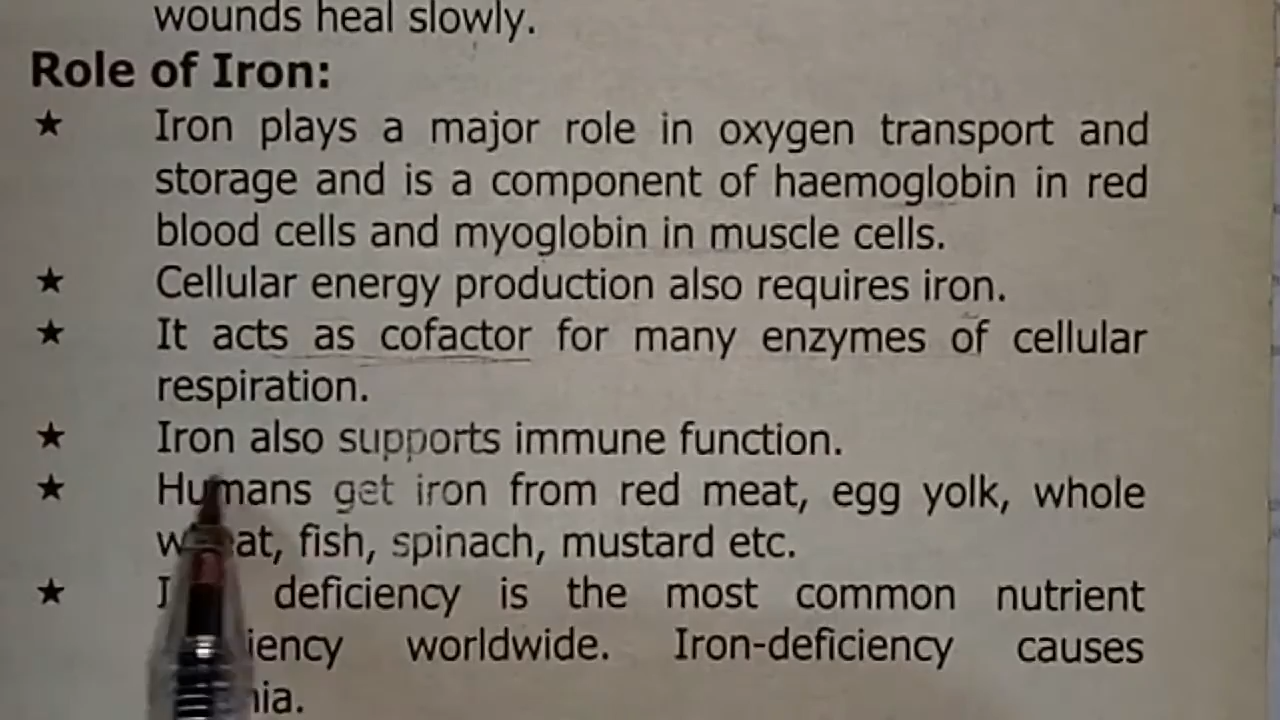 wounds heal slowly.
Role of Iron:
★ Iron plays a major role in oxygen transport and
storage and is a component of haemoglobin in red
blood cells and myoglobin in muscle cells.
★ Cellular energy production also requires iron.
★ It acts as cofactor for many enzymes of cellular
respiration.
★ Iron also supports immune function.
★ Humans get iron from red meat, egg yolk, whole
fish, spinach, mustard etc.
★ deficiency is the most common nutrient
worldwide. Iron-deficiency causes